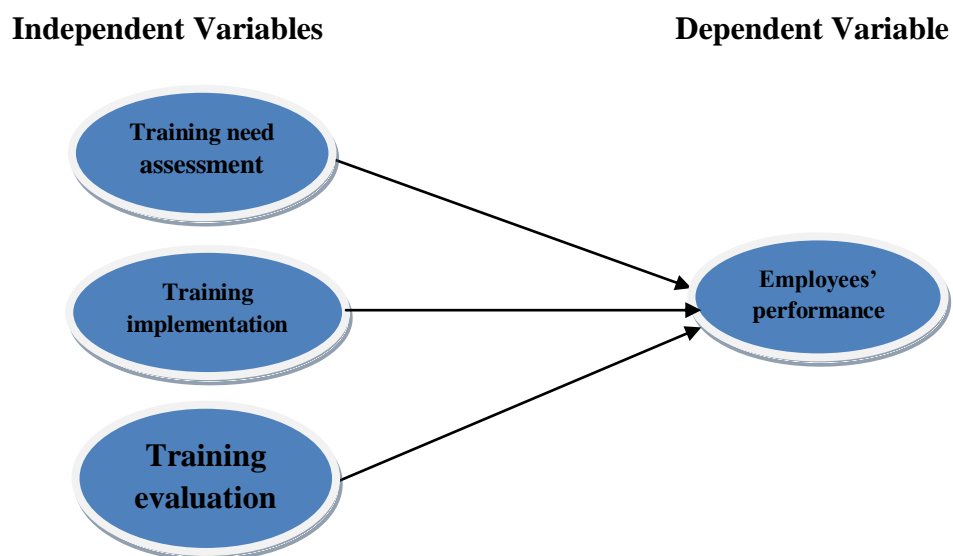 Independent Variables
Dependent Variable
Training need
assessment
Training
implementation
Training
evaluation
Employees’
performance